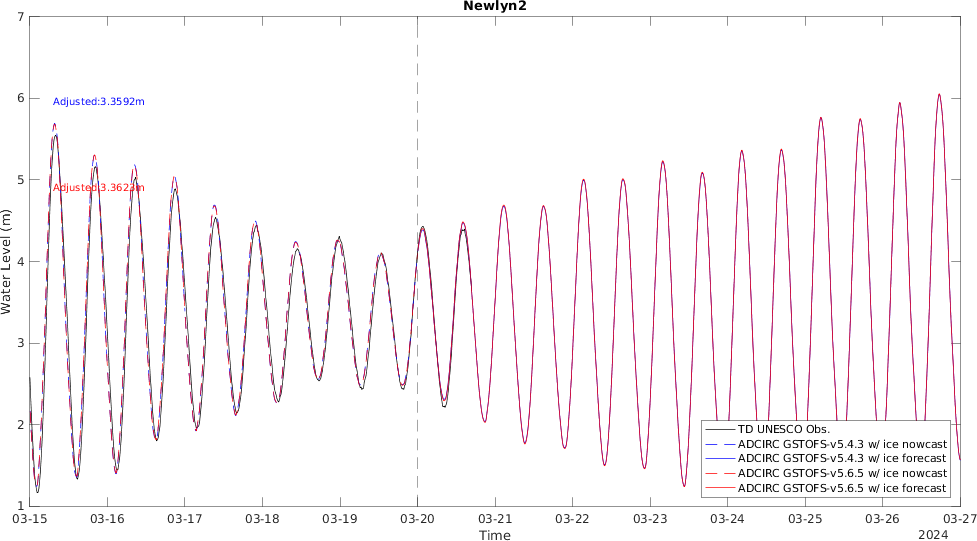 Newlyn2
7
6
5
4
3
2
1
Water Level (m)
Adjusted:3.3592m
Adjusted:3.3623m
TD UNESCO Obs.
ADCIRC GSTOFS-v5.4.3 w/ ice nowcast
ADCIRC GSTOFS-v5.4.3 w/ ice forecast
ADCIRC GSTOFS-v5.6.5 w/ ice nowcast
ADCIRC GSTOFS-v5.6.5 w/ ice forecast
03-15 03-16 03-17 03-18 03-19 03-20 03-21 03-22 03-23 03-24 03-25 03-26 03-27
Time
2024